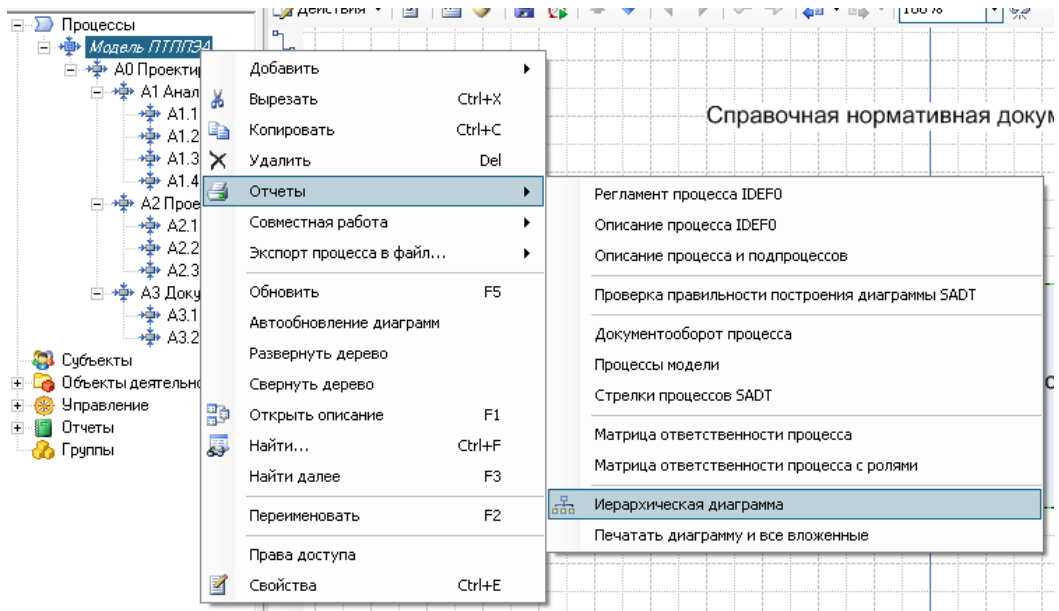 Действия
100 %
Процессы
Модель ПТППЭА
А0 Проекти
А1 Анал
А1.1
А1.2
А1.3
А1.4
А2 Прое
А2.1
А2.2
А2.3
А3 Доку
А3.1
А3.2
Субъекты
Объекты деятельно
Управление
Отчеты
Группы
Добавить
Вырезать Ctrl+X
Копировать Ctrl+C
Удалить Del
Отчеты
Совместная работа
Экспорт процесса в файл...
Обновить F5
Автообновление диаграмм
Развернуть дерево
Свернуть дерево
Открыть описание F1
Найти... Ctrl+F
Найти далее F3
Переименовать F2
Права доступа
Свойства Ctrl+E
Справочная нормативная докум
Регламент процесса IDEF0
Описание процесса IDEF0
Описание процесса и подпроцессов
Проверка правильности построения диаграммы SADT
Документооборот процесса
Процессы модели
Стрелки процессов SADT
Матрица ответственности процесса
Матрица ответственности процесса с ролями
Иерархическая диаграмма
Печатать диаграмму и все вложенные